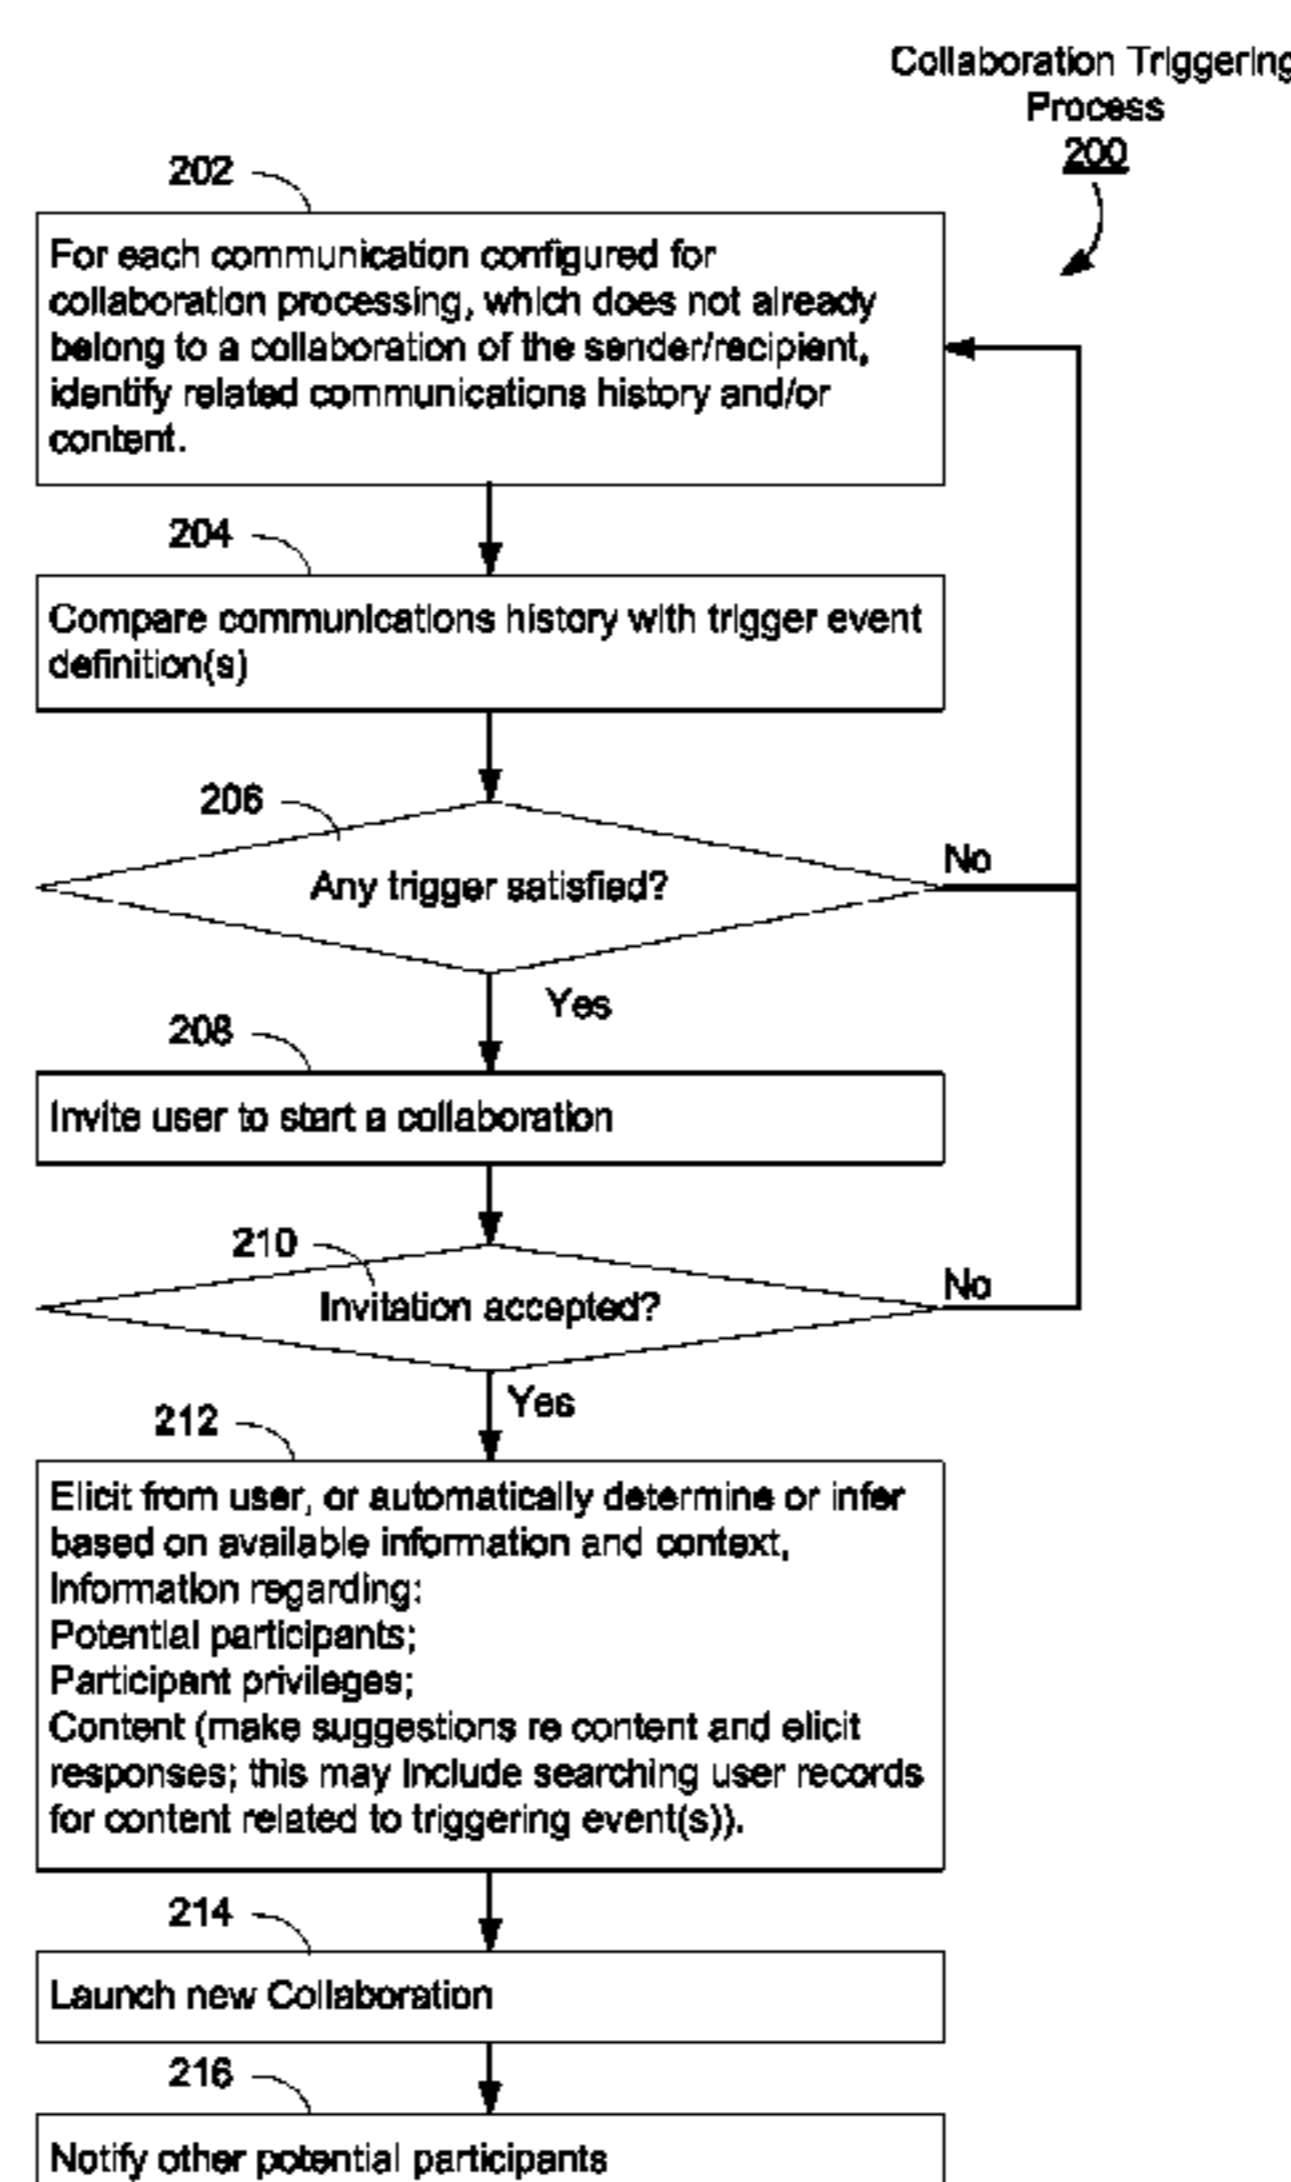 Collaboration Triggering
Process
200
202
For each communication configured for
collaboration processing, which does not already
belong to a collaboration of the sender/recipient,
identify related communications history and/or
content.
204
Compare communications history with trigger event
definition(s)
206
Any trigger satisfied?
No
Yes
208
Invite user to start a collaboration
210
Invitation accepted?
No
Yes
212
Elicit from user, or automatically determine or infer
based on available information and context,
information regarding:
Potential participants;
Participant privileges;
Content (make suggestions re content and elicit
responses; this may include searching user records
for content related to triggering event(s)).
214
Launch new Collaboration
216
Notify other potential participants